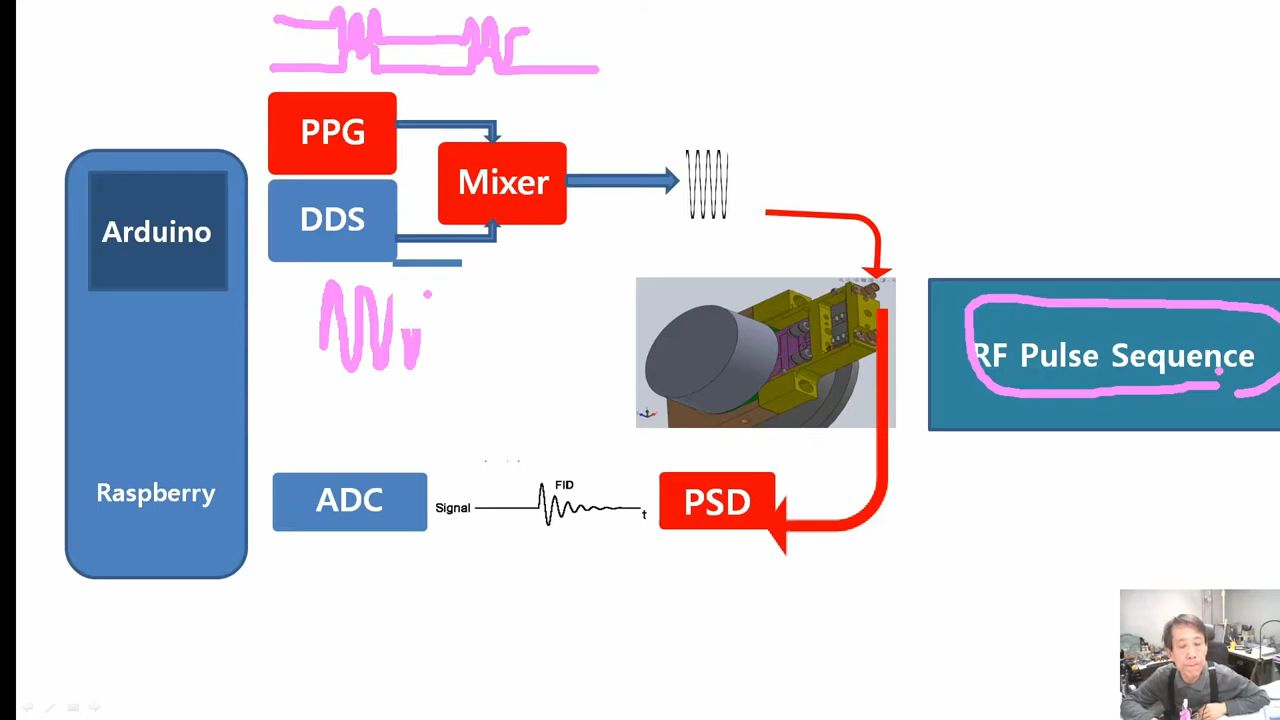 PPG
Mixer
DDS
Arduino
RF Pulse Sequence
Raspberry
ADC
Signal
FID
t
PSD